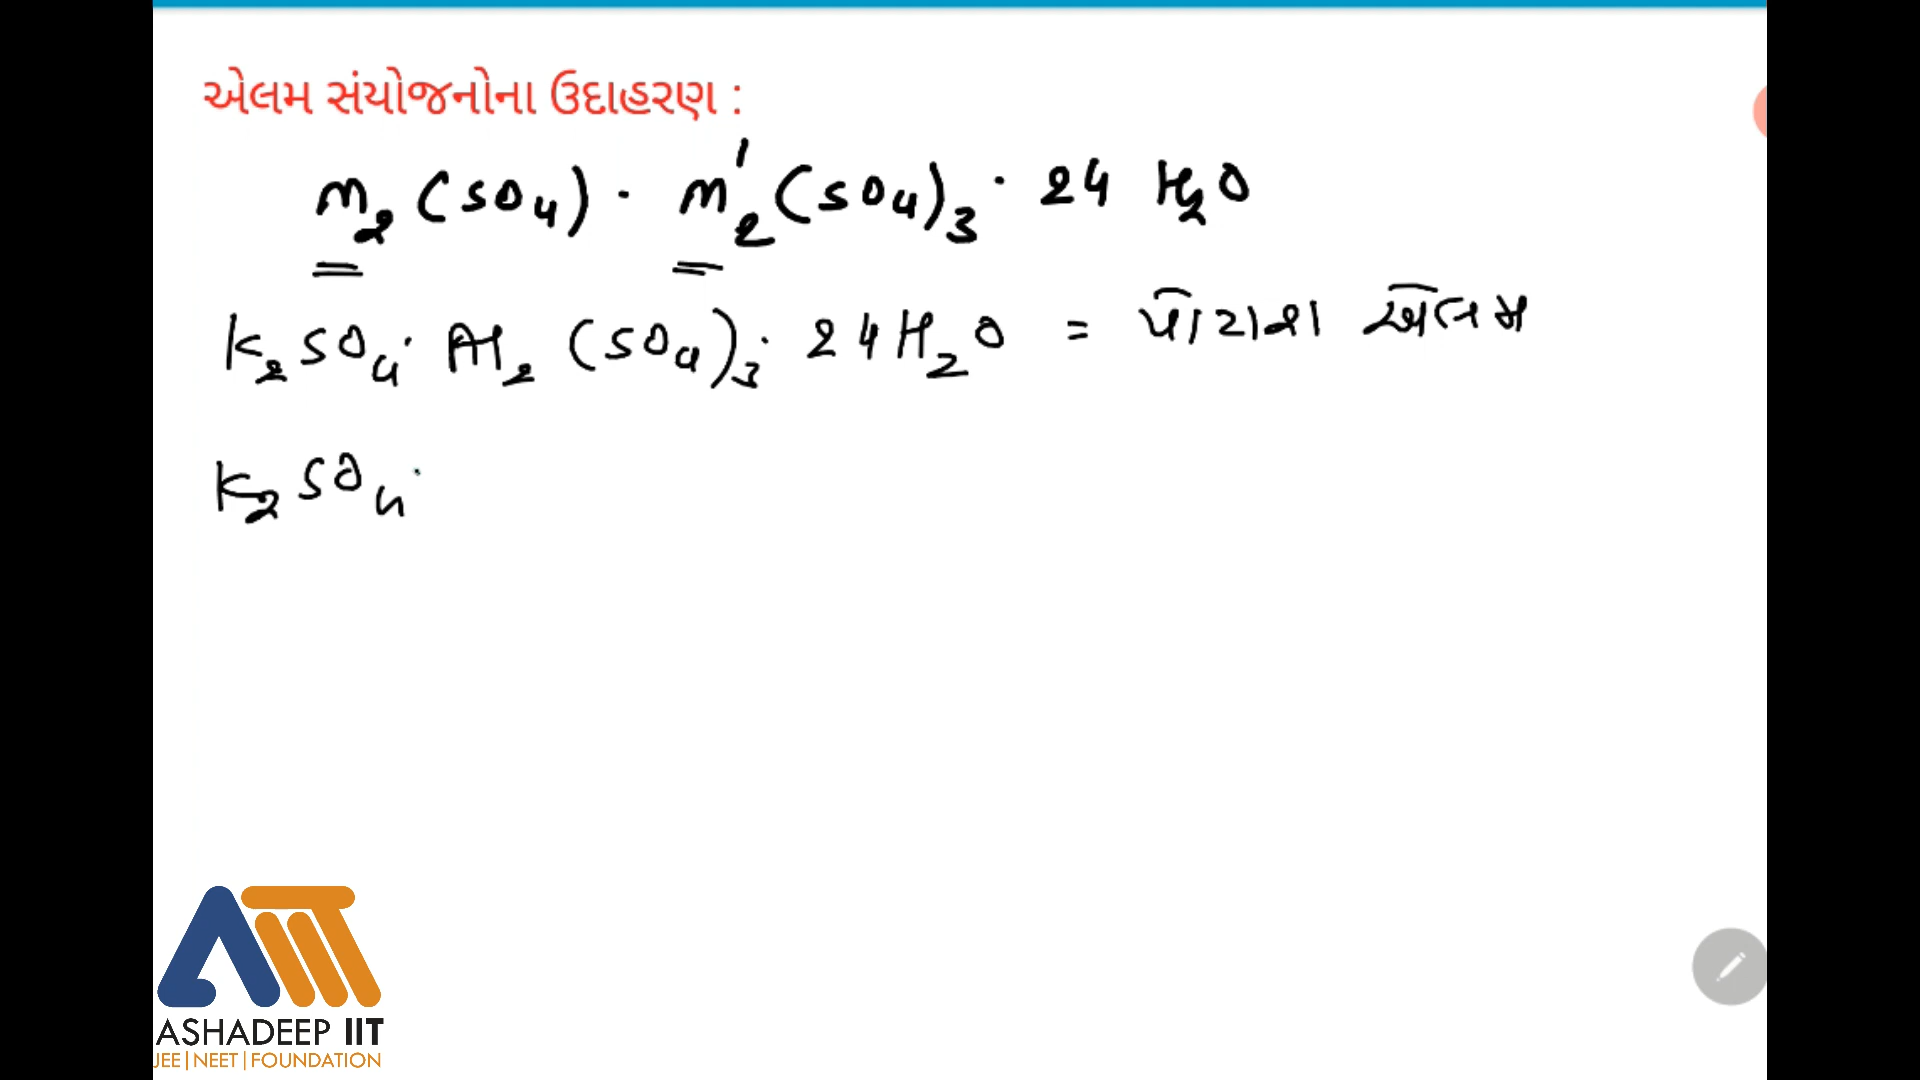 એલમ સંયોજનોના ઉદાહરણ :
M₂(SO₄) · M'₂(SO₄)₃ · 24 H₂O
K₂SO₄ · Al₂(SO₄)₃ · 24H₂O = પોટાશ એલમ
K₂SO₄ ·
ASHADEEP IIT
JEE | NEET | FOUNDATION